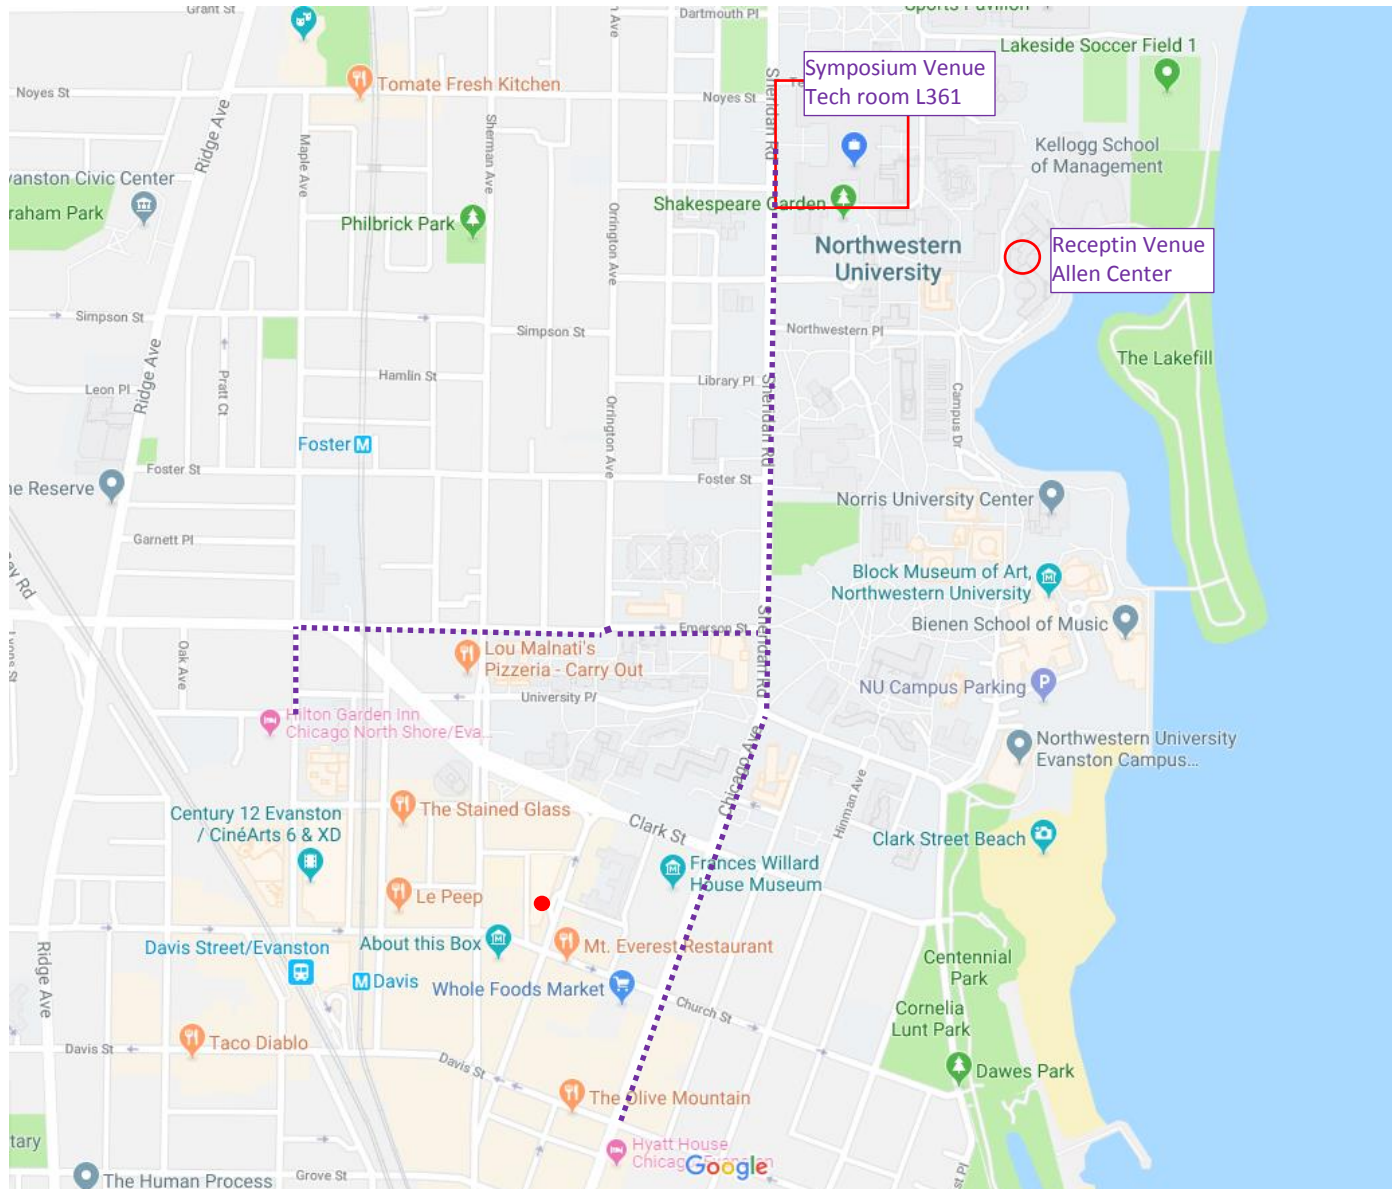 Grant St
Dartmouth Pl
Sports Pavilion
Lakeside Soccer Field 1
Symposium Venue
Tech room L361
Tomate Fresh Kitchen
Noyes St
Noyes St
Sheridan Rd
Ridge Ave
Maple Ave
Sherman Ave
Kellogg School
of Management
vanston Civic Center
raham Park
Philbrick Park
Shakespeare Garden
Orrington Ave
Northwestern
University
Receptin Venue
Allen Center
Simpson St
Simpson St
Northwestern Pl
The Lakefill
Ridge Ave
Pratt Ct
Leon Pl
Hamlin St
Library Pl
Sheridan Rd
Orrington Ave
Campus Dr
Foster
M
Foster St
Foster St
he Reserve
Norris University Center
Garnett Pl
Block Museum of Art,
Northwestern University
Emerson St
Sheridan Rd
Bienen School of Music
Oak Ave
Lou Malnati's
Pizzeria - Carry Out
University Pl
NU Campus Parking
P
Hilton Garden Inn
Chicago North Shore/Eva...
Northwestern University
Evanston Campus...
Chicago Ave
Hinman Ave
The Stained Glass
Century 12 Evanston
/ CinéArts 6 & XD
Clark St
Clark Street Beach
Frances Willard
House Museum
Le Peep
About this Box
Mt. Everest Restaurant
Davis Street/Evanston
M Davis
Whole Foods Market
Centennial
Park
Ridge Ave
Church St
Cornelia
Lunt Park
Taco Diablo
Davis St
Davis St
Dawes Park
The Olive Mountain
tary
Hyatt House
Chicago Evanston
Google
The Human Process
Grove St